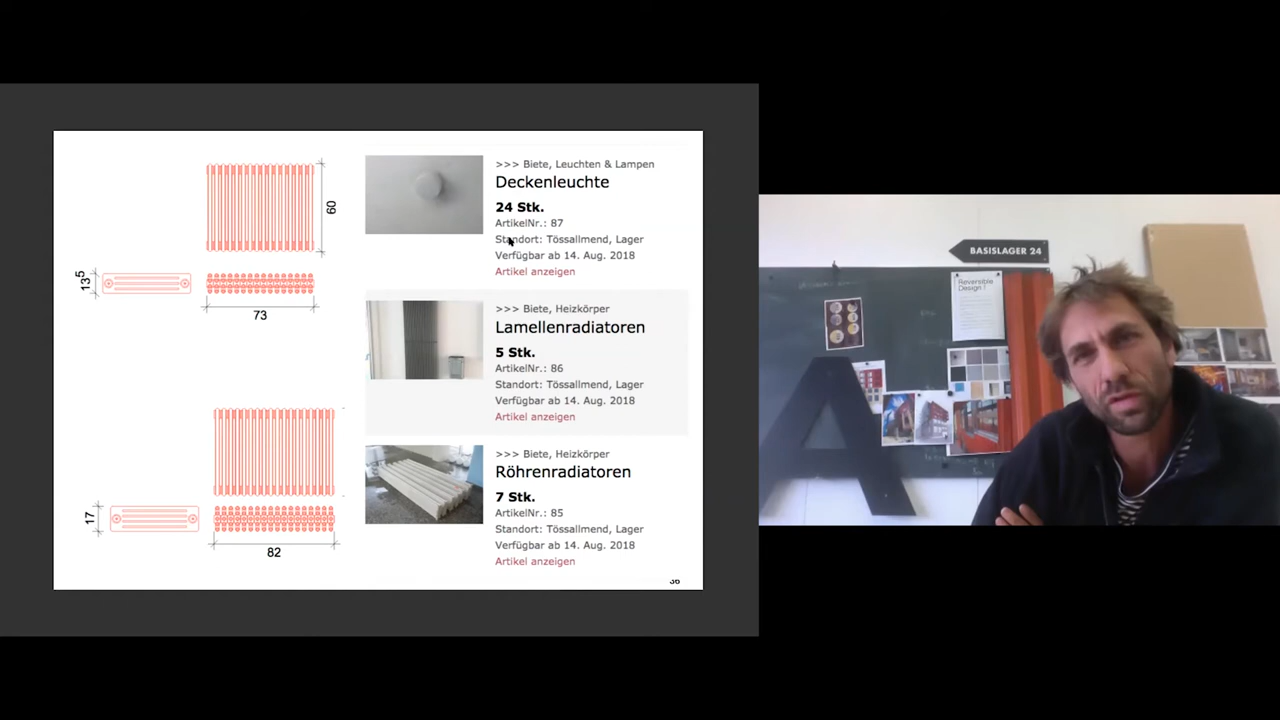 60
13⁵
73
17
82
>>> Biete, Leuchten & Lampen
Deckenleuchte
24 Stk.
ArtikelNr.: 87
Standort: Tössallmend, Lager
Verfügbar ab 14. Aug. 2018
Artikel anzeigen
>>> Biete, Heizkörper
Lamellenradiatoren
5 Stk.
ArtikelNr.: 86
Standort: Tössallmend, Lager
Verfügbar ab 14. Aug. 2018
Artikel anzeigen
>>> Biete, Heizkörper
Röhrenradiatoren
7 Stk.
ArtikelNr.: 85
Standort: Tössallmend, Lager
Verfügbar ab 14. Aug. 2018
Artikel anzeigen
36
BASISLAGER 24
Reversible
Design !
A